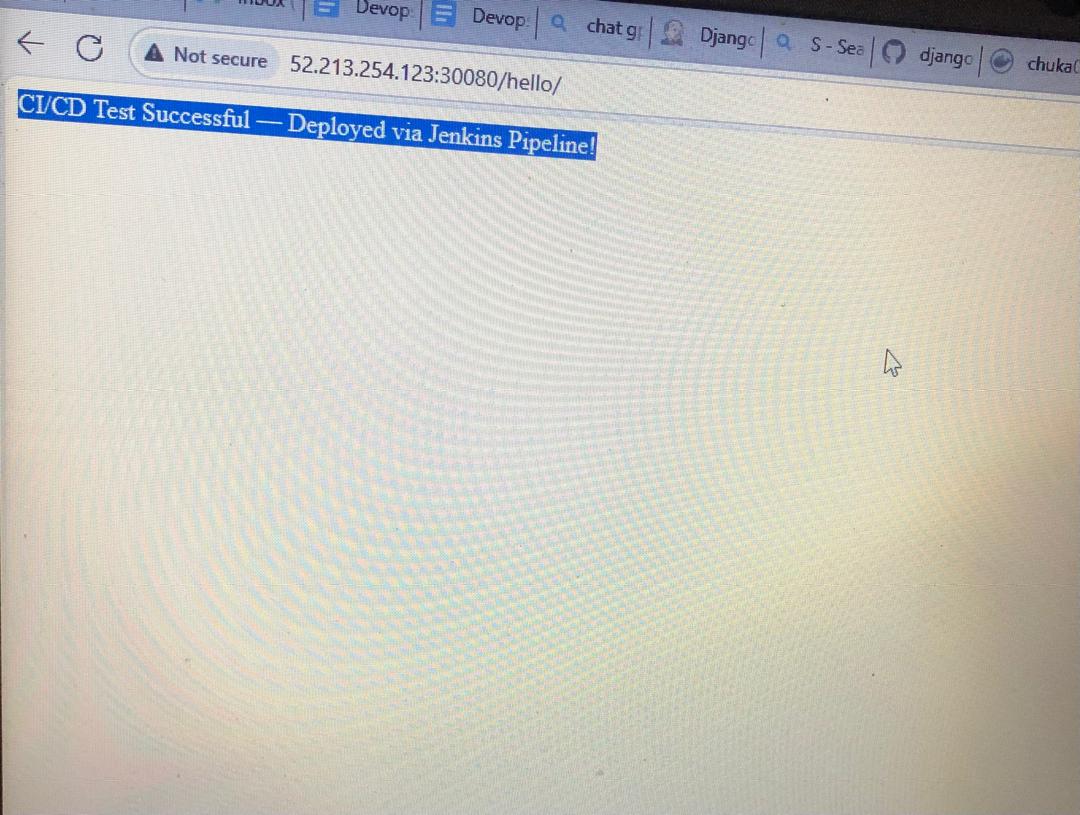 Devop
Devop
chat g
Djang
S - Sea
django
chuka
Not secure
52.213.254.123:30080/hello/
CI/CD Test Successful — Deployed via Jenkins Pipeline!